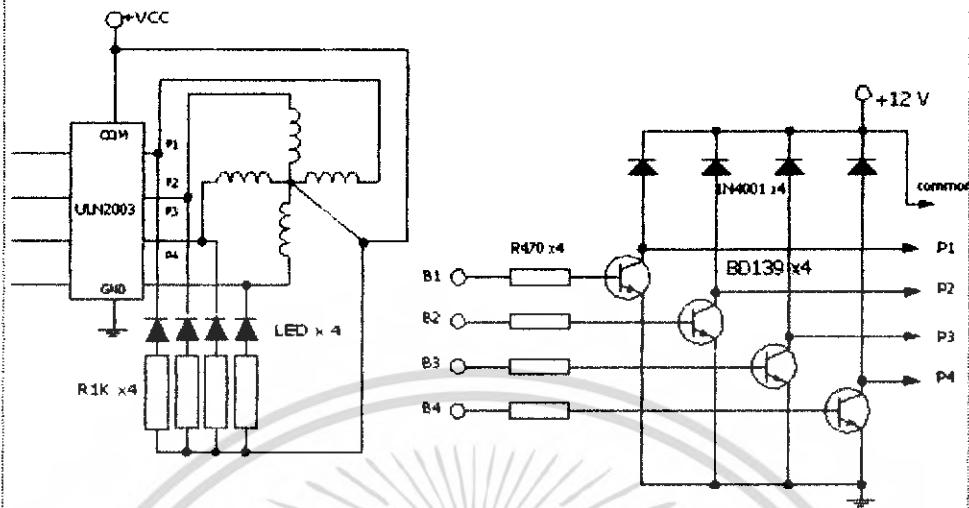 +VCC
COM
P1
P2
ULN2003
P3
P4
GND
LED x 4
R1K x4
+12 V
1N4001 x4
common
R470 x4
B1
P1
BD139 x4
B2
P2
B3
P3
B4
P4